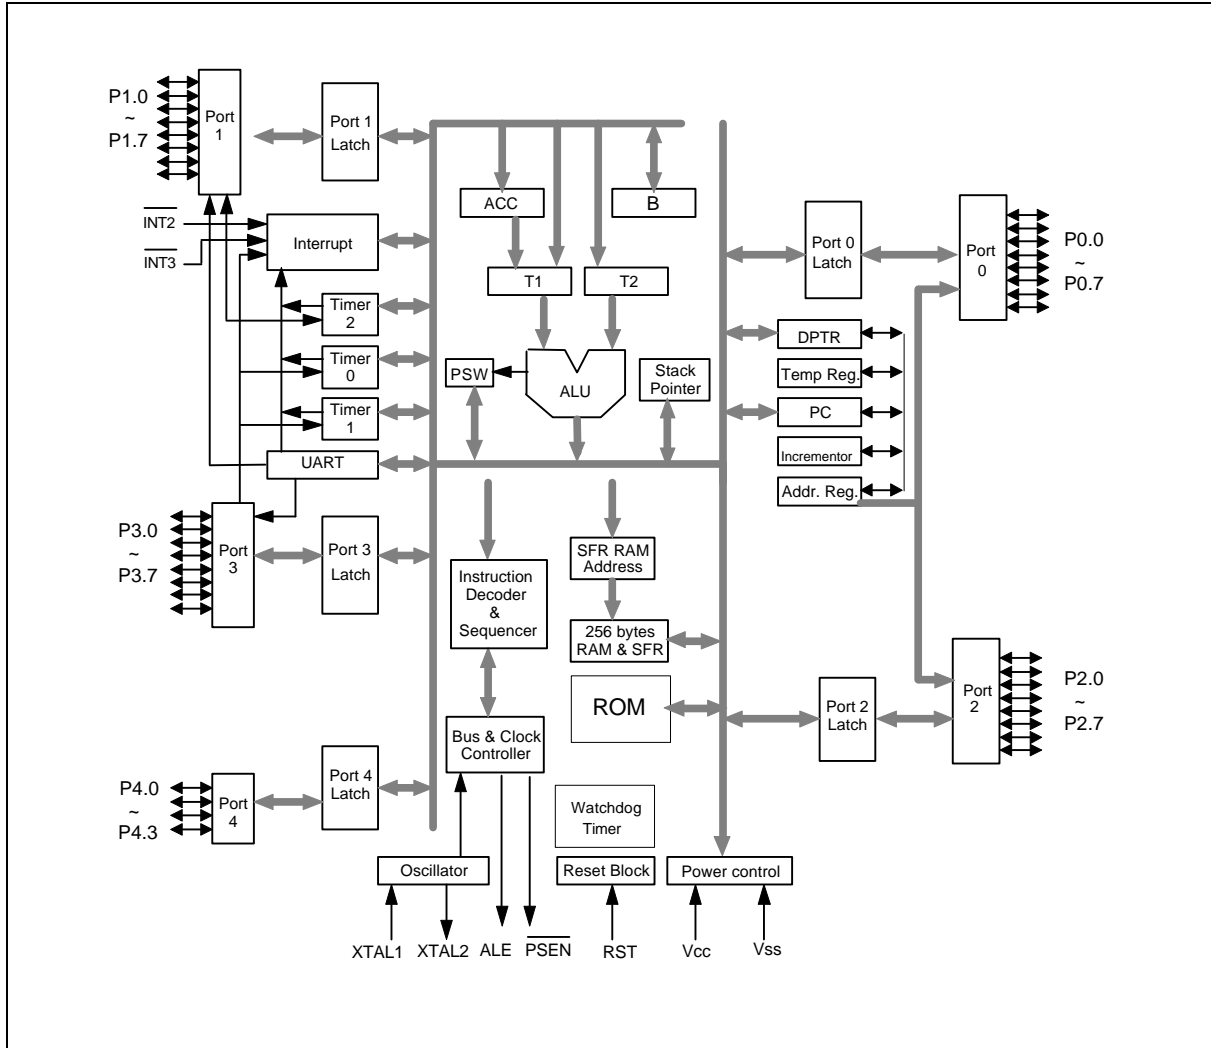 P1.0
~
P1.7
Port
1
Port 1
Latch
INT2
INT3
Interrupt
Timer
2
Timer
0
Timer
1
UART
P3.0
~
P3.7
Port
3
Port 3
Latch
P4.0
~
P4.3
Port
4
Port 4
Latch
ACC
B
T1
T2
PSW
ALU
Stack
Pointer
Instruction
Decoder
&
Sequencer
SFR RAM
Address
256 bytes
RAM & SFR
ROM
Bus & Clock
Controller
Watchdog
Timer
Oscillator
Reset Block
Power control
XTAL1
XTAL2
ALE
PSEN
RST
Vcc
Vss
Port 0
Latch
Port
0
P0.0
~
P0.7
DPTR
Temp Reg.
PC
Incrementor
Addr. Reg.
Port 2
Latch
Port
2
P2.0
~
P2.7